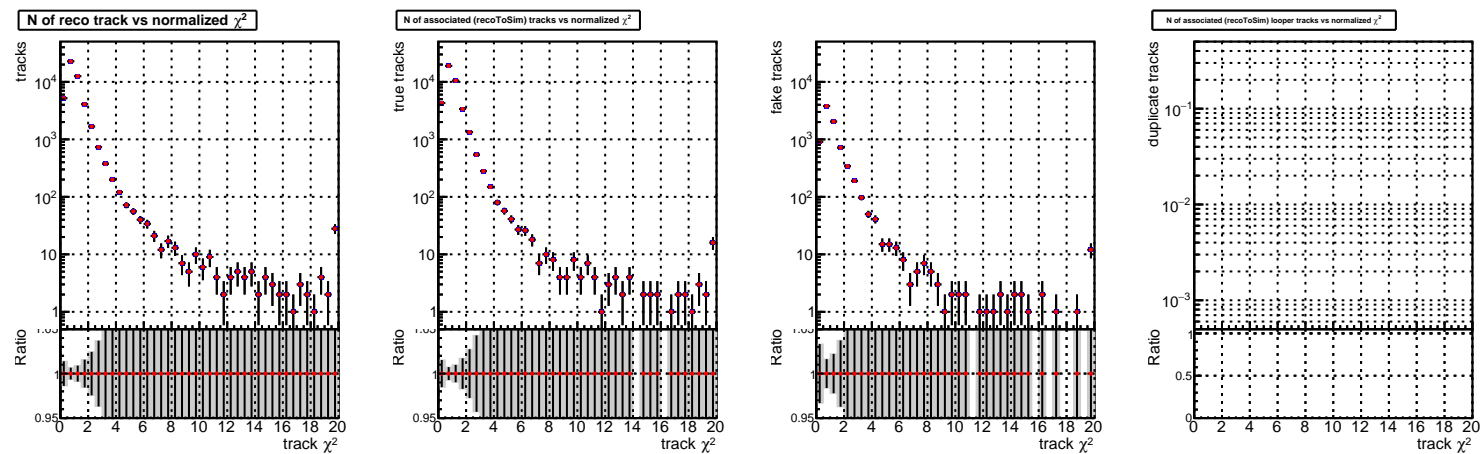 N of reco track vs normalized χ²
tracks
10⁴
10³
10²
10
1
Ratio
1.05
1
0.95
0 2 4 6 8 10 12 14 16 18 20
track χ²
N of associated (recoToSim) tracks vs normalized χ²
true tracks
10⁴
10³
10²
10
1
Ratio
1.05
1
0.95
0 2 4 6 8 10 12 14 16 18 20
track χ²
fake tracks
10⁴
10³
10²
10
1
Ratio
1.05
1
0.95
0 2 4 6 8 10 12 14 16 18 20
track χ²
N of associated (recoToSim) looper tracks vs normalized χ²
duplicate tracks
10⁻¹
10⁻²
10⁻³
Ratio
1
0.5
0
0 2 4 6 8 10 12 14 16 18 20
track χ²